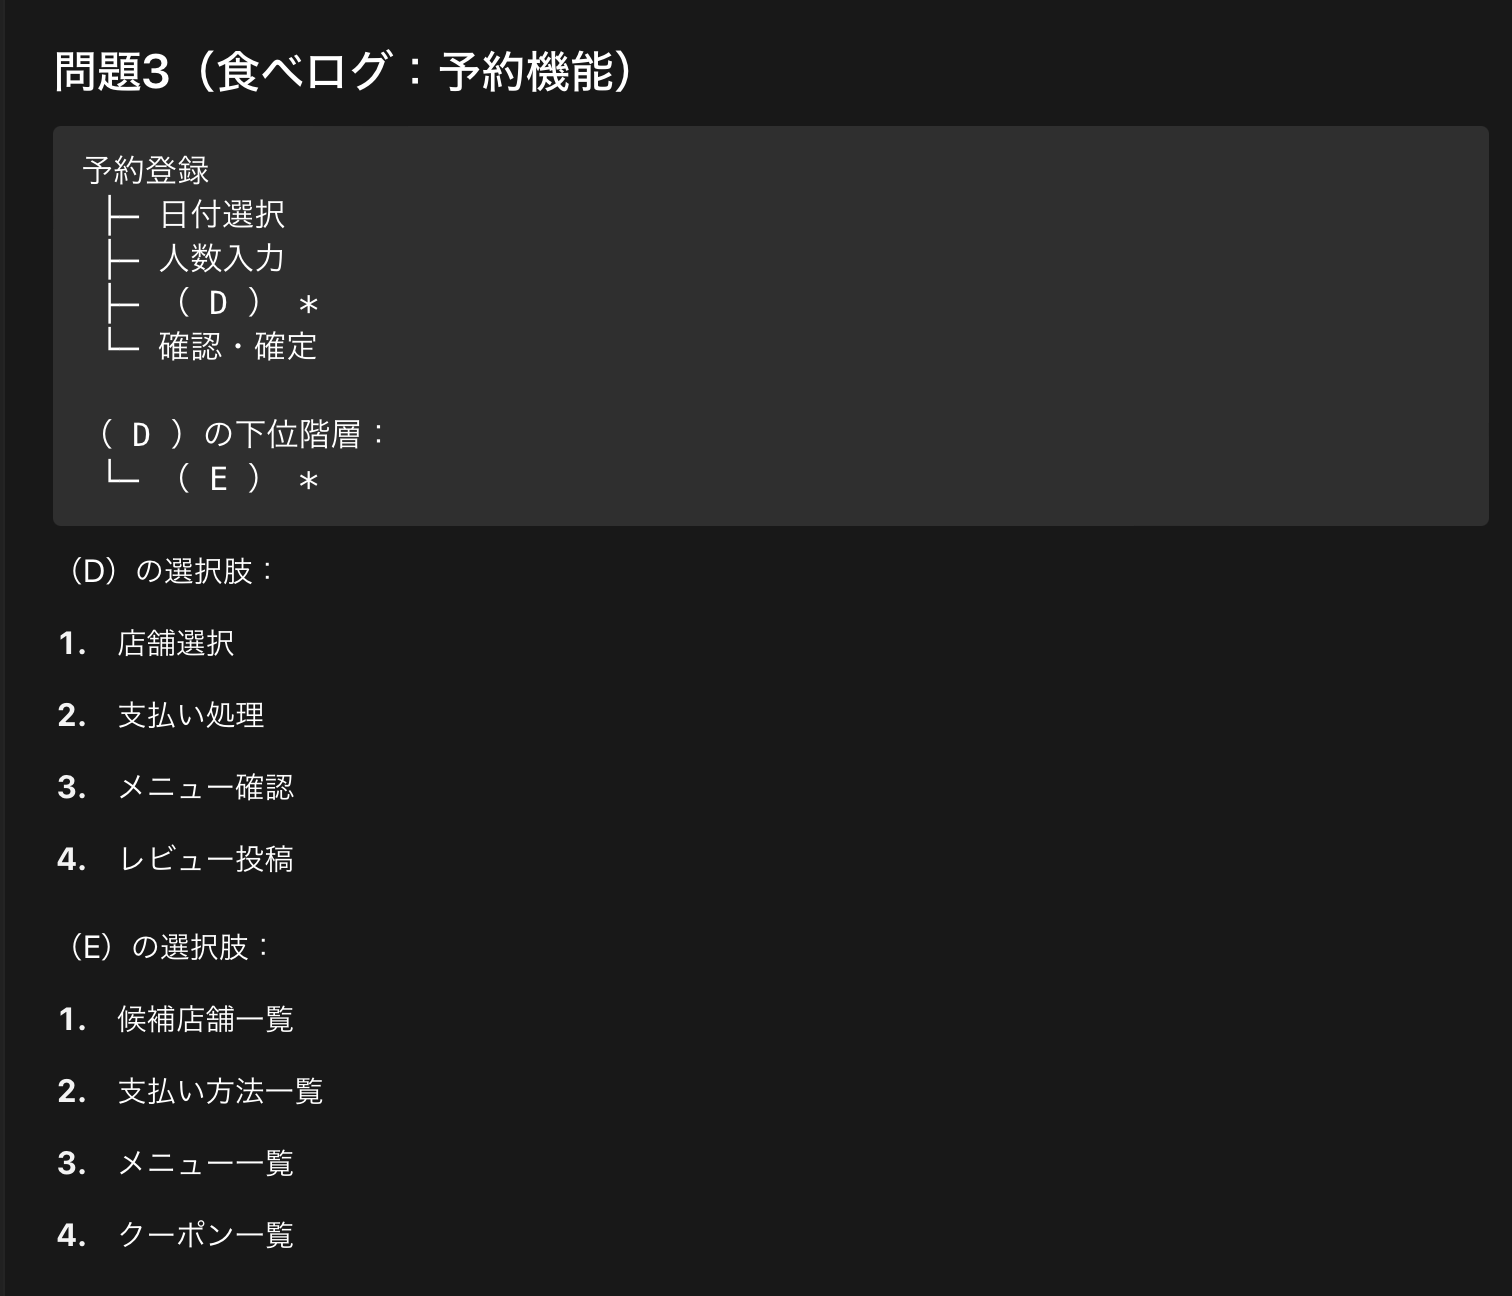 問題3（食べログ：予約機能）
予約登録
├─ 日付選択
├─ 人数入力
├─ （ D ） *
└─ 確認・確定
（ D ）の下位階層：
└─ （ E ） *
（D）の選択肢：
1. 店舗選択
2. 支払い処理
3. メニュー確認
4. レビュー投稿
（E）の選択肢：
1. 候補店舗一覧
2. 支払い方法一覧
3. メニュー一覧
4. クーポン一覧